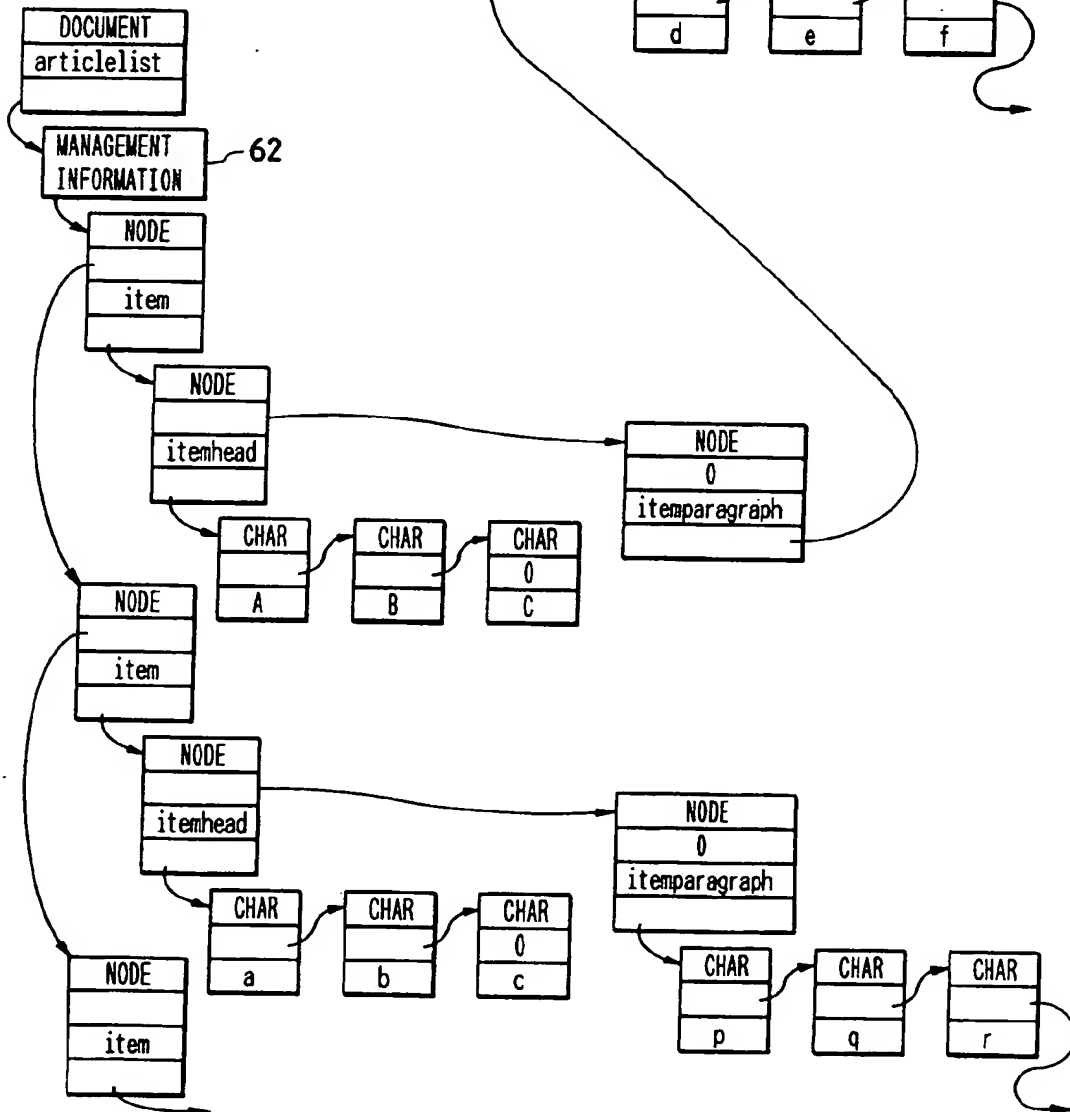 d e f
DOCUMENT
articlelist
MANAGEMENT
INFORMATION
62
NODE
item
NODE
itemhead
NODE
0
itemparagraph
CHAR CHAR CHAR
0
A B C
NODE
item
NODE
itemhead
NODE
0
itemparagraph
CHAR CHAR CHAR
0
a b c
NODE
item
CHAR CHAR CHAR
p q r